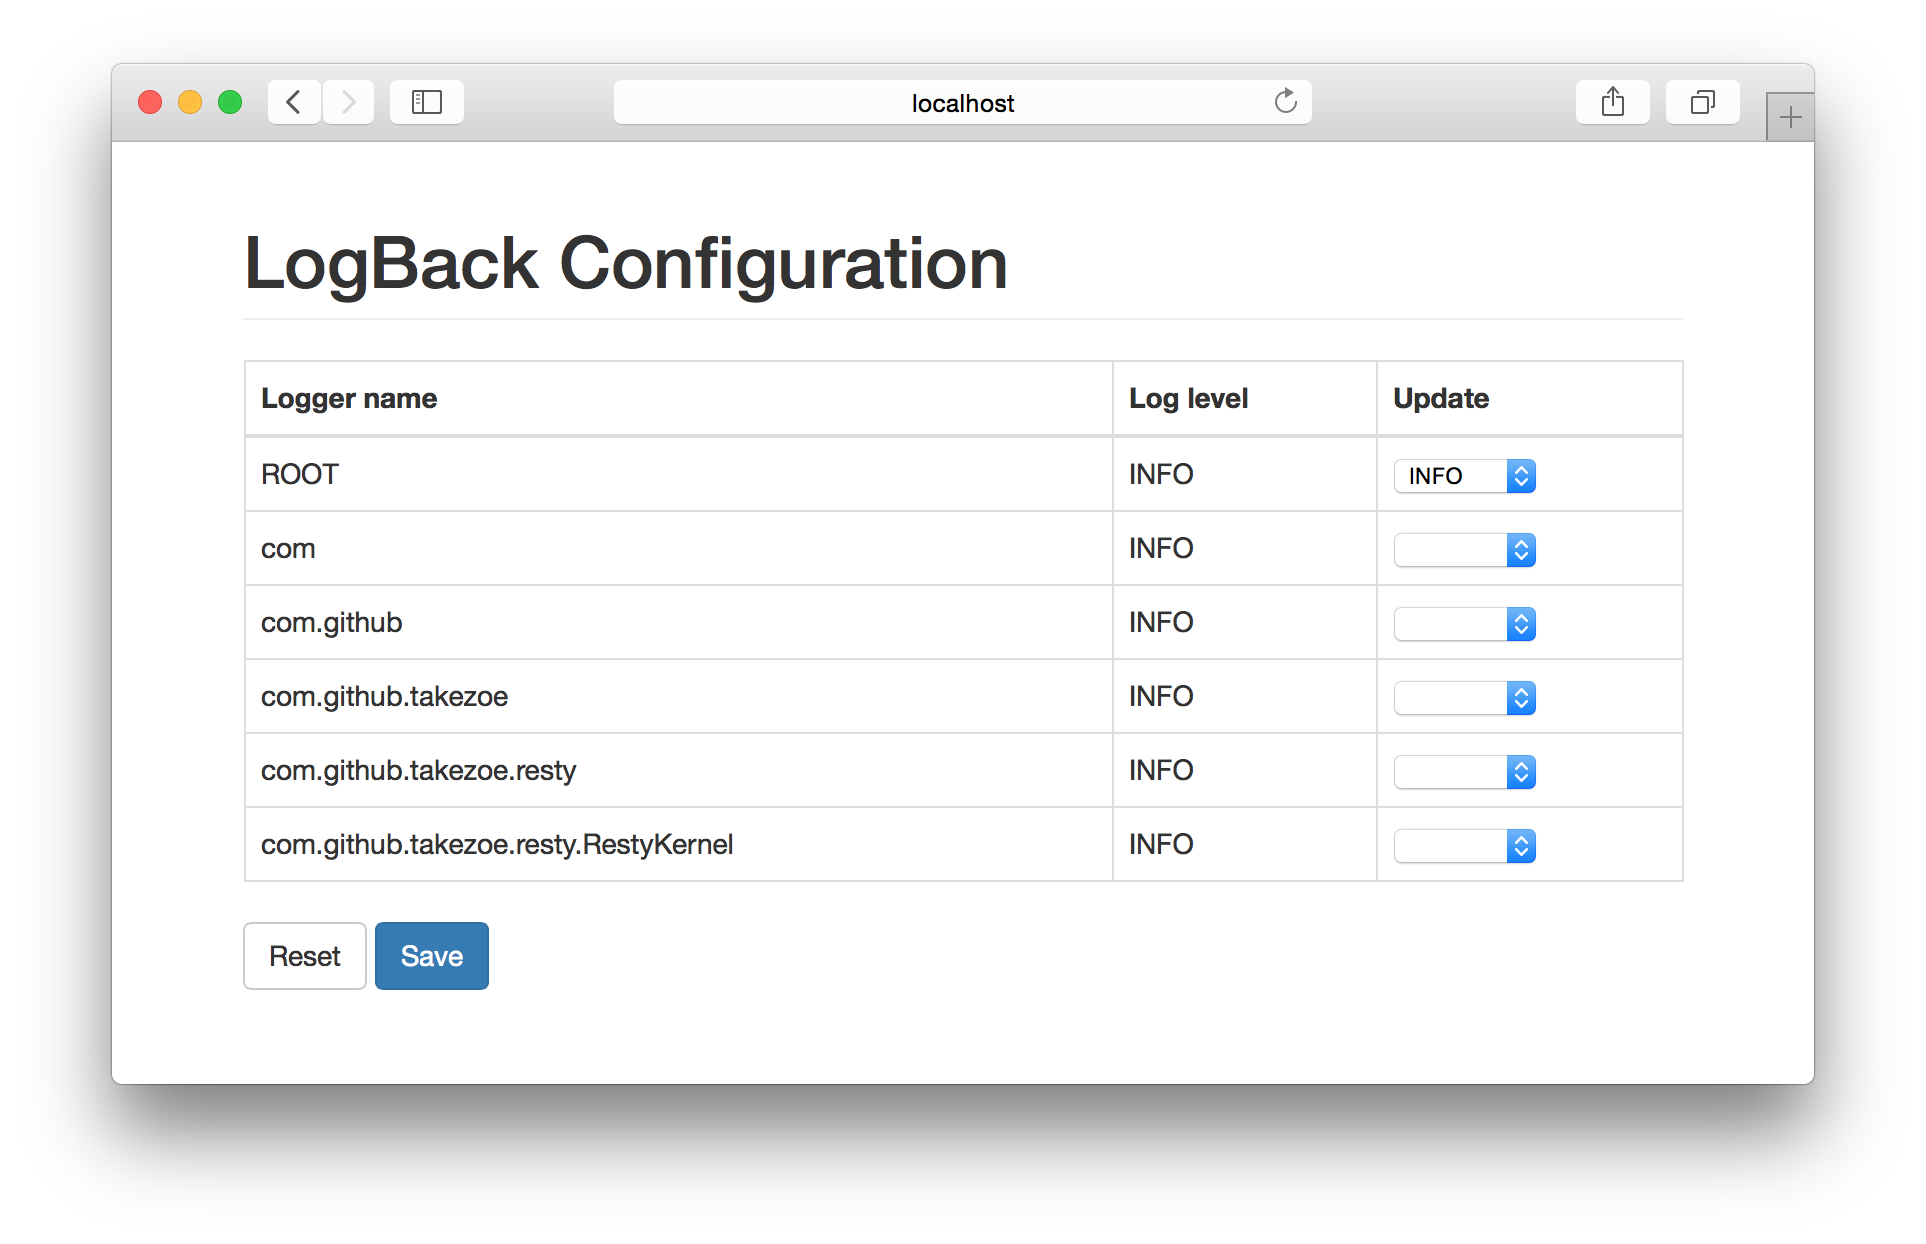 localhost
LogBack Configuration
Logger name Log level Update
ROOT INFO INFO
com INFO
com.github INFO
com.github.takezoe INFO
com.github.takezoe.resty INFO
com.github.takezoe.resty.RestyKernel INFO
Reset Save